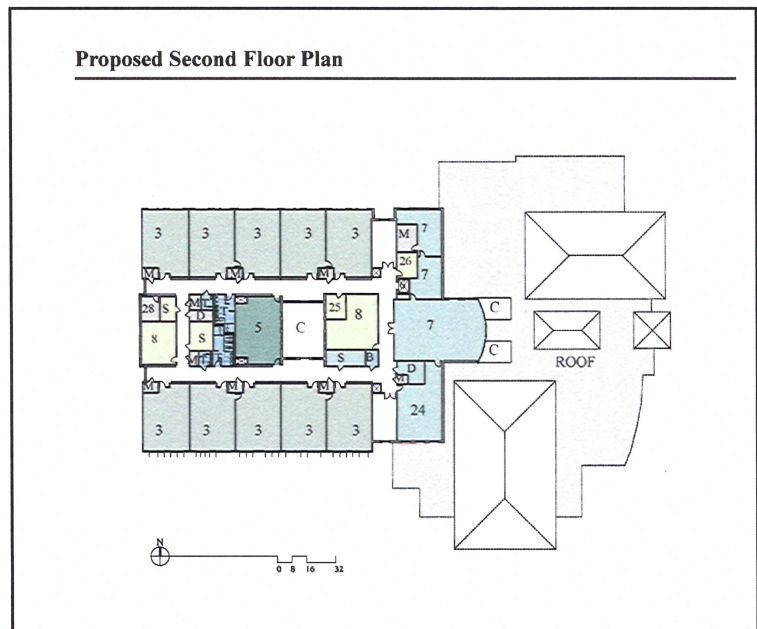 Proposed Second Floor Plan
3 3 3 3 3 7
M
26
7
M M M
28 S M
D
T
25
8
C
5 C 7
8 S
C
M T S B D
ROOF
M
M M M
24
3 3 3 3 3
N
0 8 16 32